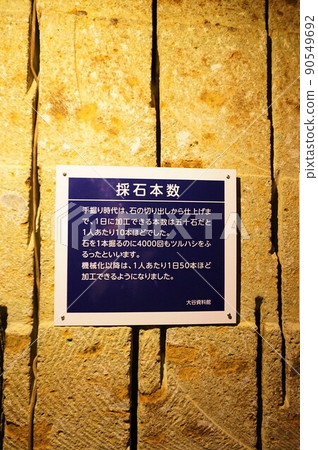 採石本数
手掘り時代は、石の切り出しから仕上げま
で、1日に加工できる本数は五十石だと
1人あたり10本ほどでした。
石を1本掘るのに4000回もツルハシをふ
るったといいます。
機械化以降は、1人あたり1日50本ほど
加工できるようになりました。
大谷資料館
PIXTA
pixta.jp - 90549692